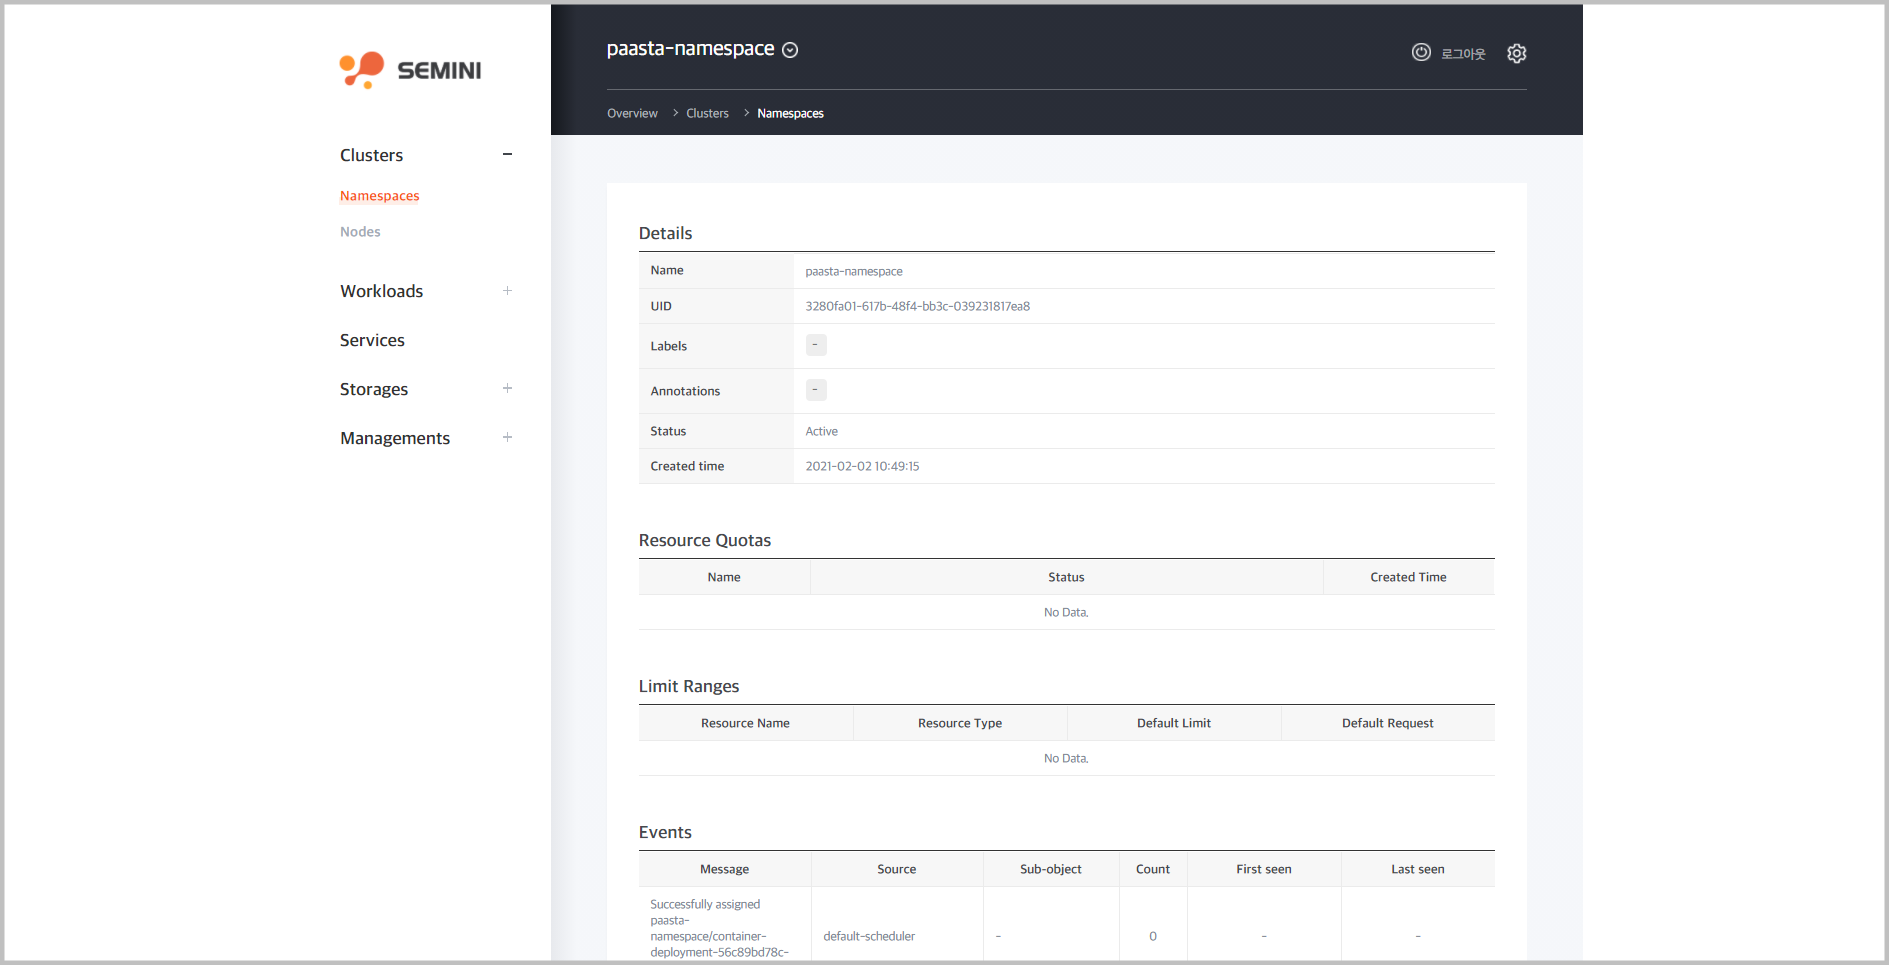 SEMINI
Clusters
Namespaces
Nodes
Workloads
Services
Storages
Managements
paasta-namespace
로그아웃
Overview > Clusters > Namespaces
Details
Name paasta-namespace
UID 3280fa01-617b-48f4-bb3c-039231817ea8
Labels -
Annotations -
Status Active
Created time 2021-02-02 10:49:15
Resource Quotas
Name Status Created Time
No Data.
Limit Ranges
Resource Name Resource Type Default Limit Default Request
No Data.
Events
Message Source Sub-object Count First seen Last seen
Successfully assigned
paasta-
namespace/container-
deployment-56c89bd78c-
default-scheduler - 0 - -